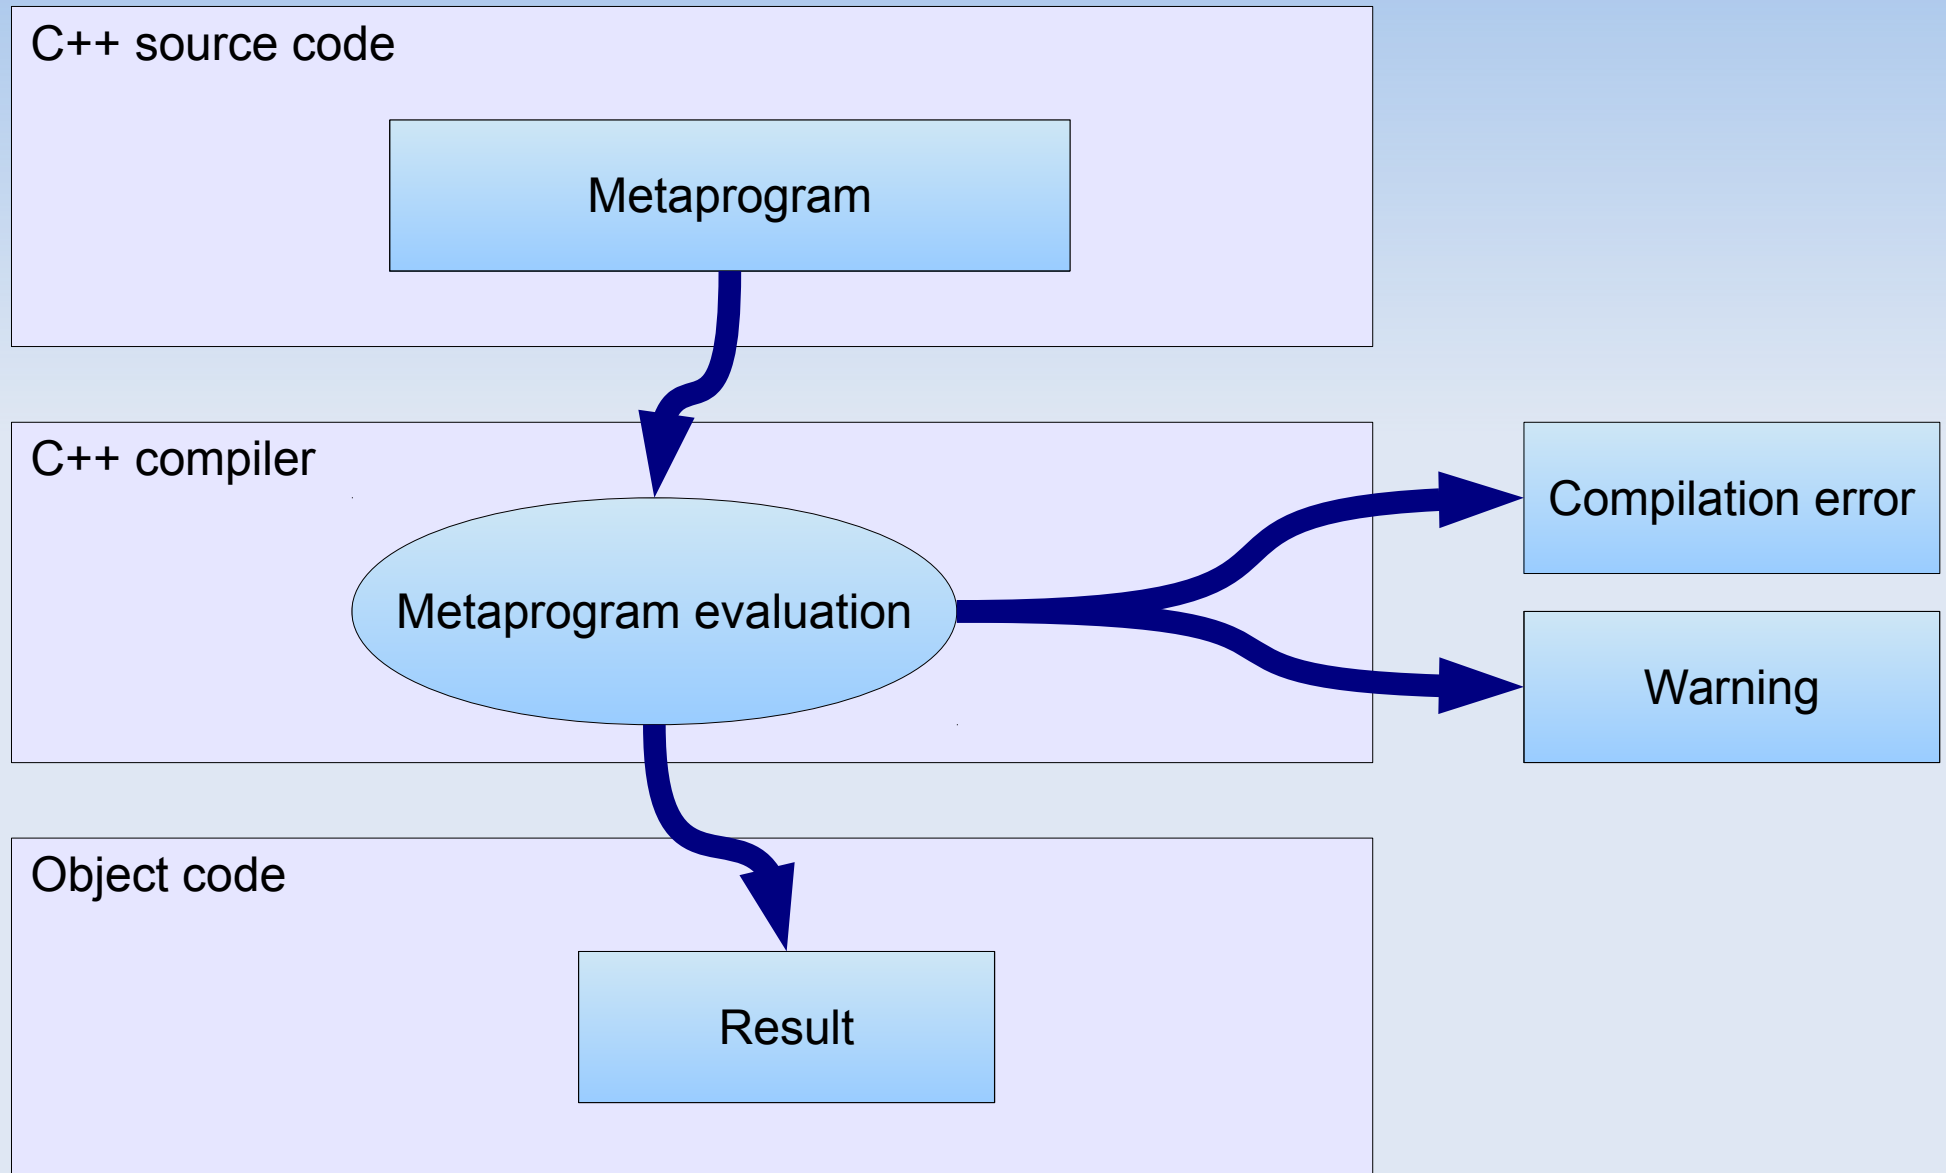 C++ source code
Metaprogram
C++ compiler
Compilation error
Metaprogram evaluation
Warning
Object code
Result